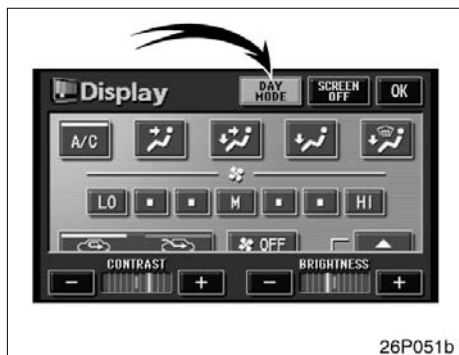 Display
DAY
MODE
SCREEN
OFF
OK
A/C
LO
M
HI
OFF
CONTRAST
BRIGHTNESS
-
+
-
+
26P051b